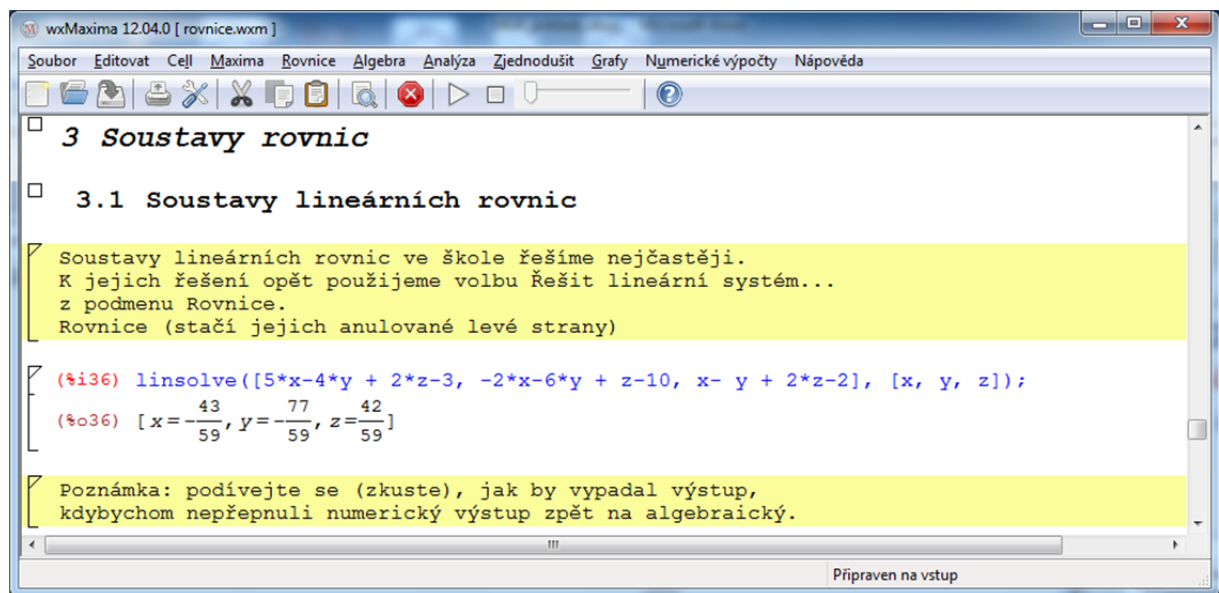 wxMaxima 12.04.0 [ rovnice.wxm ]
Soubor Editovat Cell Maxima Rovnice Algebra Analýza Zjednodušit Grafy Numerické výpočty Nápověda
3 Soustavy rovnic
3.1 Soustavy lineárních rovnic
Soustavy lineárních rovnic ve škole řešíme nejčastěji.
K jejich řešení opět použijeme volbu Řešit lineární systém...
z podmenu Rovnice.
Rovnice (stačí jejich anulované levé strany)
(%i36) linsolve([5*x-4*y + 2*z-3, -2*x-6*y + z-10, x- y + 2*z-2], [x, y, z]);
(%o36) [x=-43/59, y=-77/59, z=42/59]
Poznámka: podívejte se (zkuste), jak by vypadal výstup,
kdybychom nepřepnuli numerický výstup zpět na algebraický.
Připraven na vstup